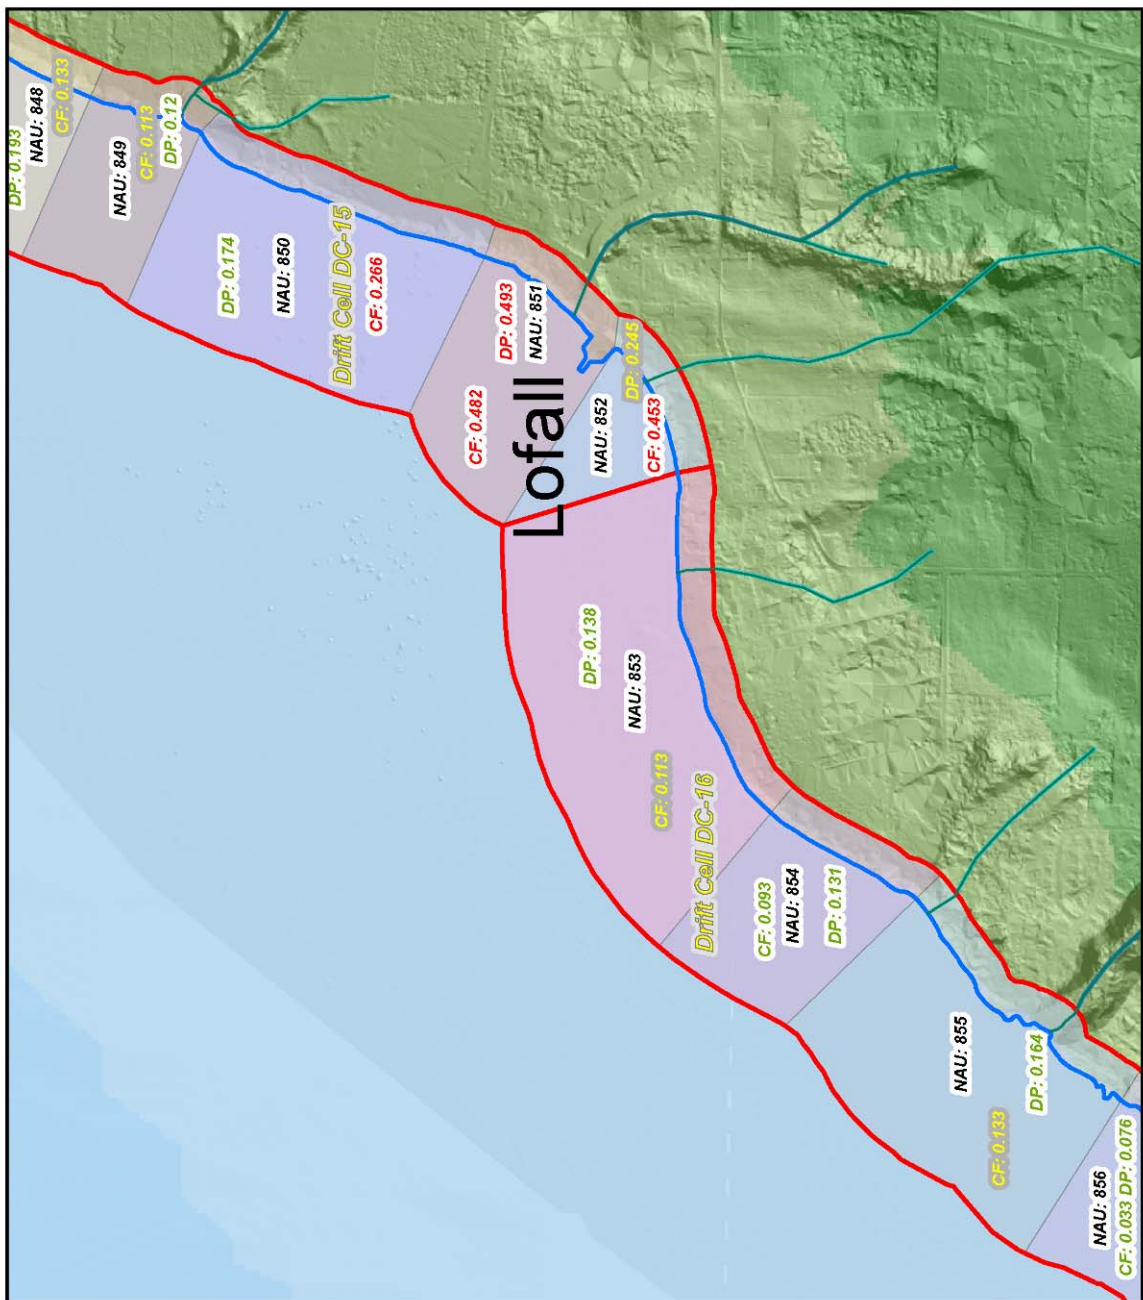 DP: 0.193
NAU: 848
CF: 0.133
NAU: 849
CF: 0.113
DP: 0.12
DP: 0.174
NAU: 850
Drift Cell DC-15
CF: 0.266
CF: 0.482
DP: 0.493
NAU: 851
Lofall
NAU: 852
DP: 0.245
CF: 0.453
DP: 0.138
NAU: 853
CF: 0.113
Drift Cell DC-16
CF: 0.093
NAU: 854
DP: 0.131
NAU: 855
CF: 0.133
DP: 0.164
NAU: 856
CF: 0.033 DP: 0.076